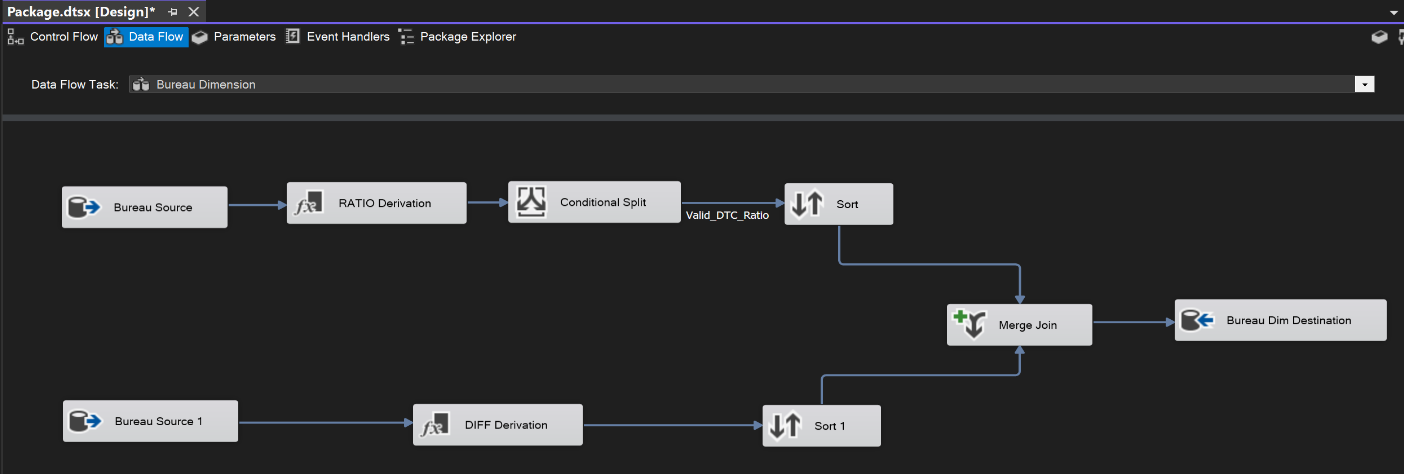 Package.dtsx [Design]*
Control Flow Data Flow Parameters Event Handlers Package Explorer
Data Flow Task: Bureau Dimension
Bureau Source
RATIO Derivation
Conditional Split
Valid_DTC_Ratio
Sort
Merge Join
Bureau Dim Destination
Bureau Source 1
DIFF Derivation
Sort 1